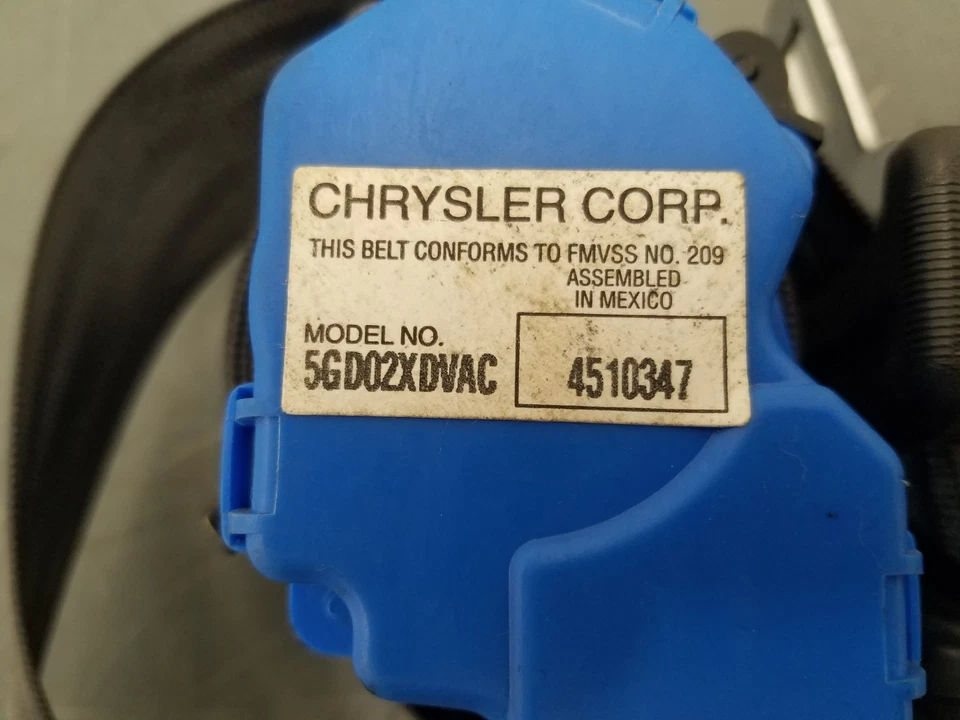 CHRYSLER CORP.
THIS BELT CONFORMS TO FMVSS NO. 209
ASSEMBLED
IN MEXICO
MODEL NO.
5GD02XDVAC
4510347